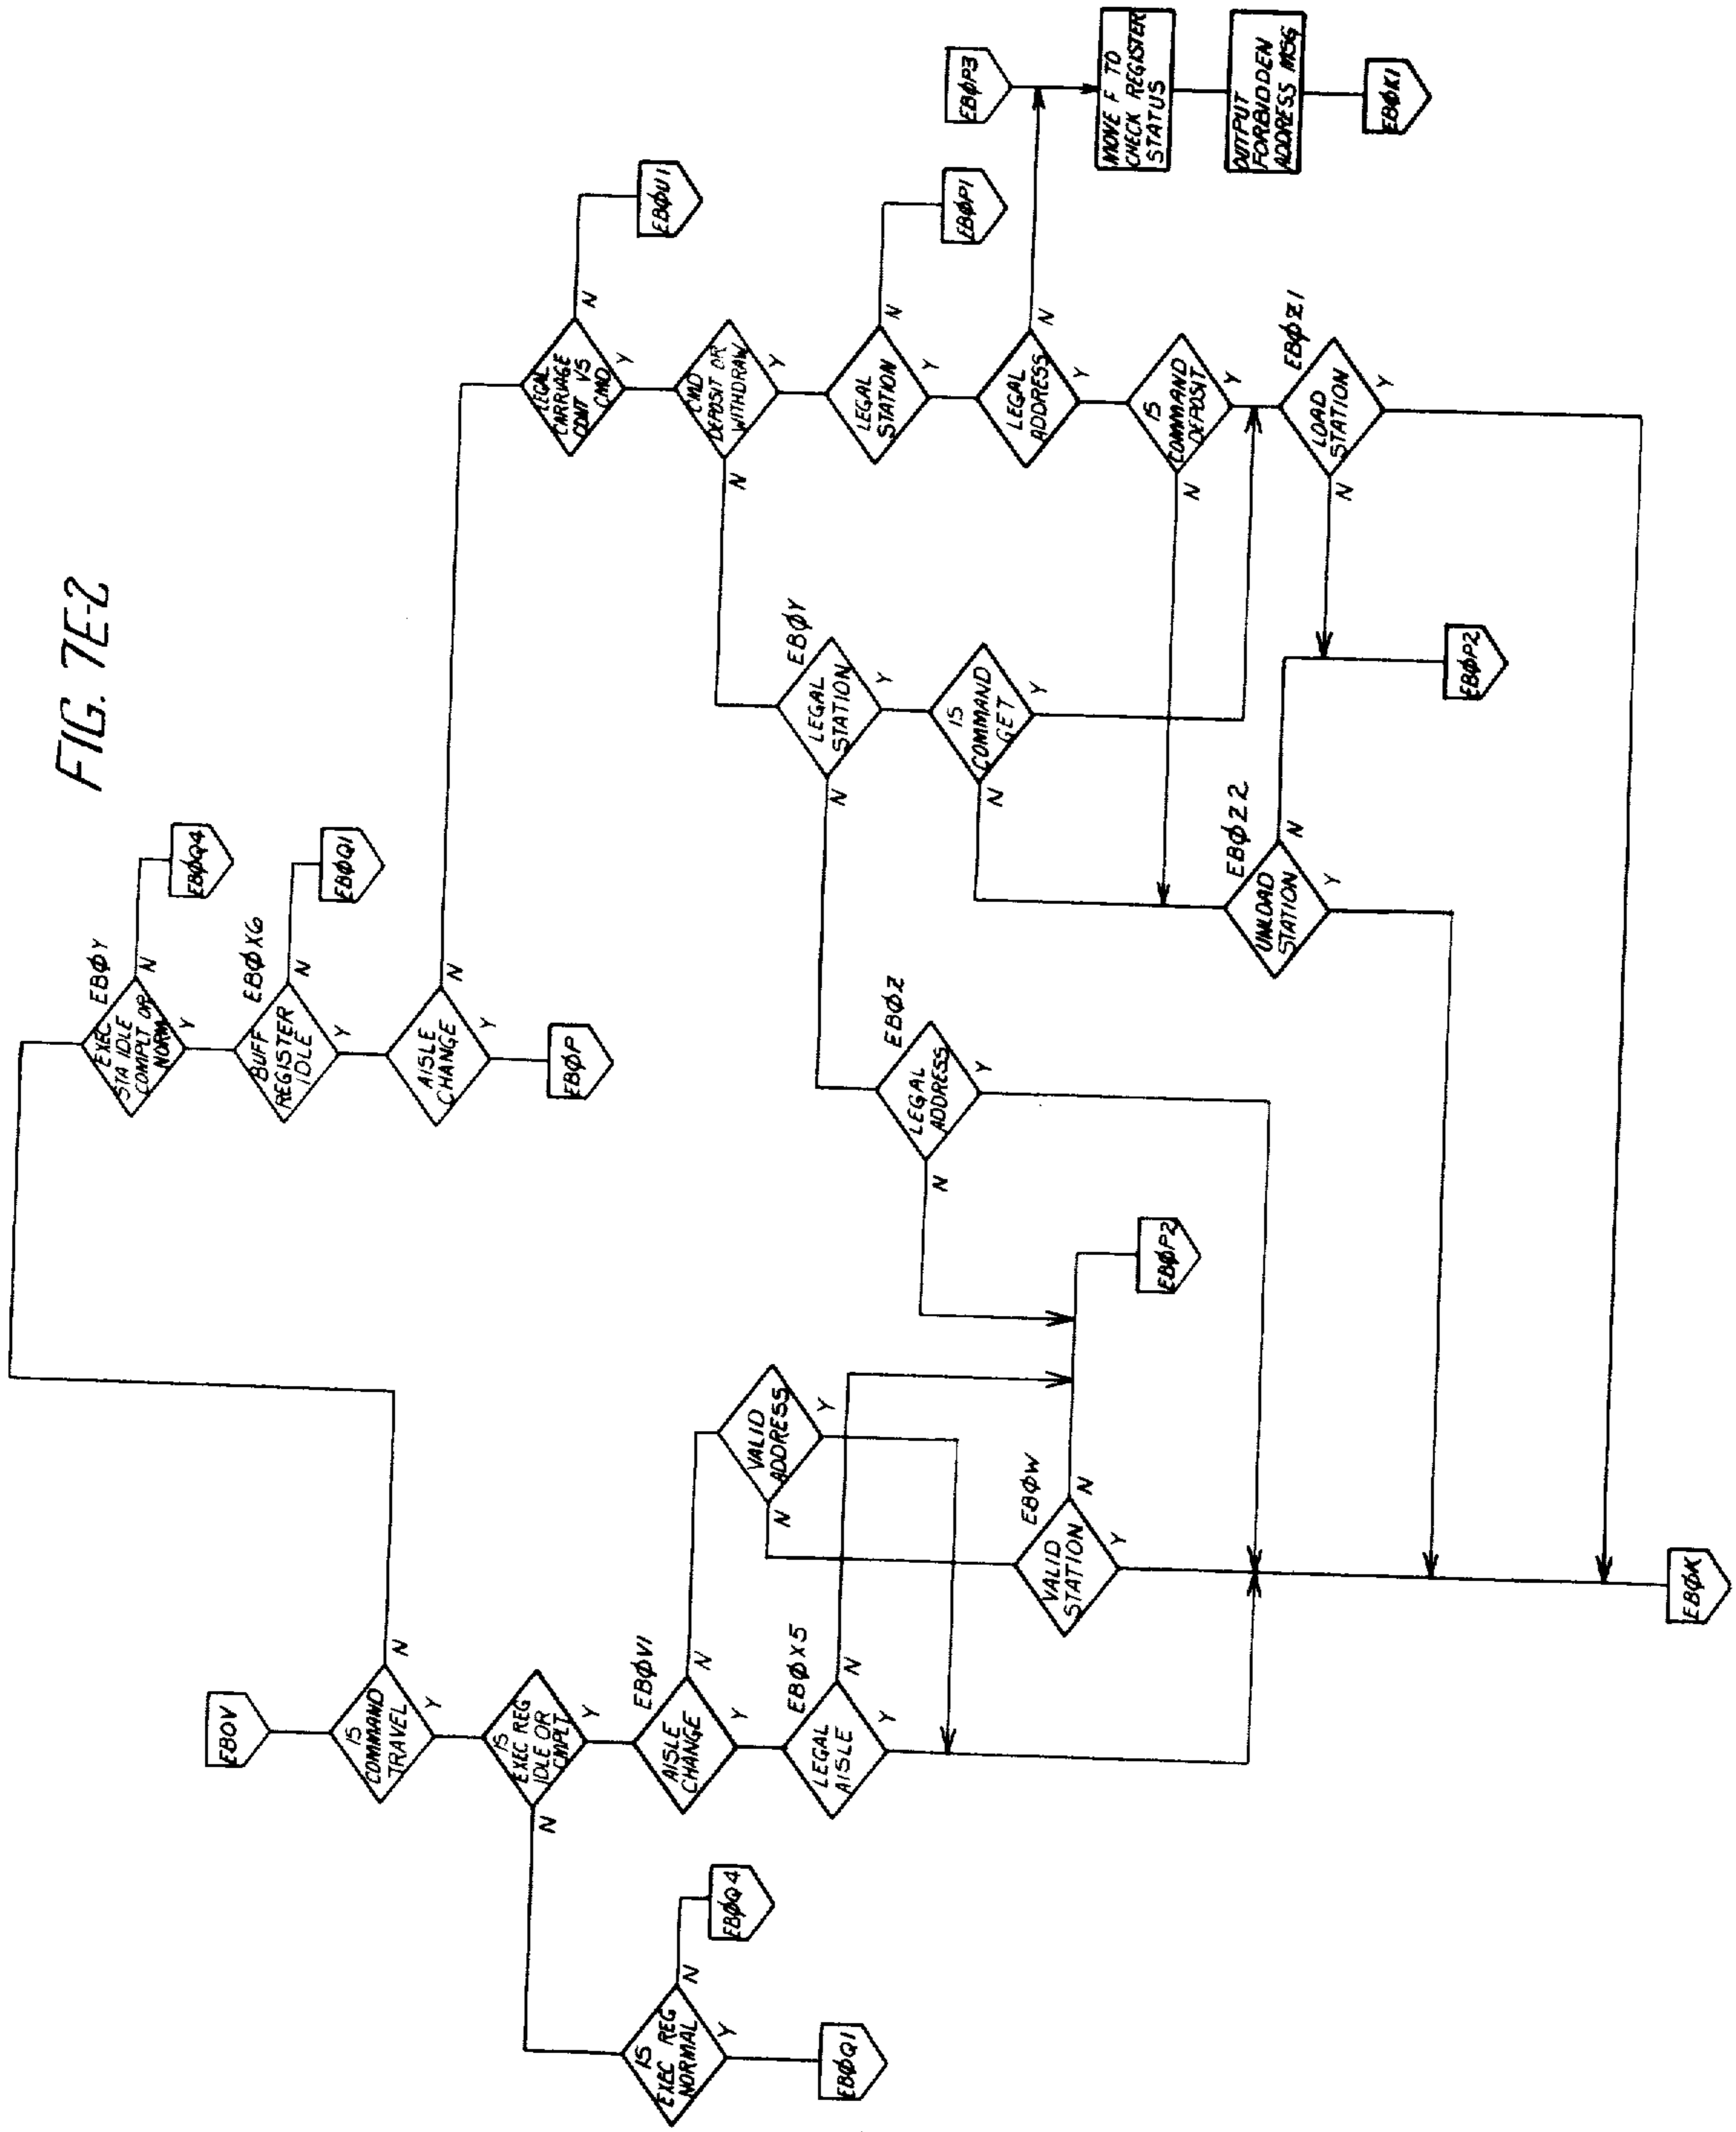 FIG. 7E-2
EBOV
IS
COMMAND
TRAVEL
N
Y
IS
EXEC REG
IDLE OR
CMPLT
N
Y
IS
EXEC REG
NORMAL
N
Y
EBØQ4
EBØQ1
EBØV1
AISLE
CHANGE
N
Y
EBØX5
LEGAL
AISLE
N
Y
VALID
ADDRESS
N
Y
EBØW
VALID
STATION
N
Y
EBØP2
EBØK
EBØY
EXEC
STA IDLE
COMPLT OR
NORM
N
Y
EBØQ4
EBØX6
BUFF
REGISTER
IDLE
N
Y
EBØQ1
AISLE
CHANGE
N
Y
EBØP
EBØZ
LEGAL
ADDRESS
N
Y
EBØY
LEGAL
STATION
N
Y
IS
COMMAND
GET
N
Y
EBØZ2
UNLOAD
STATION
N
Y
EBØP2
LEGAL
CARRIAGE
CONT VS
CMD
N
Y
EBØU1
CMD
DEPOSIT OR
WITHDRAW
N
Y
LEGAL
STATION
N
Y
EBØP1
LEGAL
ADDRESS
N
Y
IS
COMMAND
DEPOSIT
N
Y
EBØZ1
LOAD
STATION
N
Y
EBØP3
MOVE F TO
CHECK REGISTER
STATUS
OUTPUT
FORBIDDEN
ADDRESS MSG
EBØK1